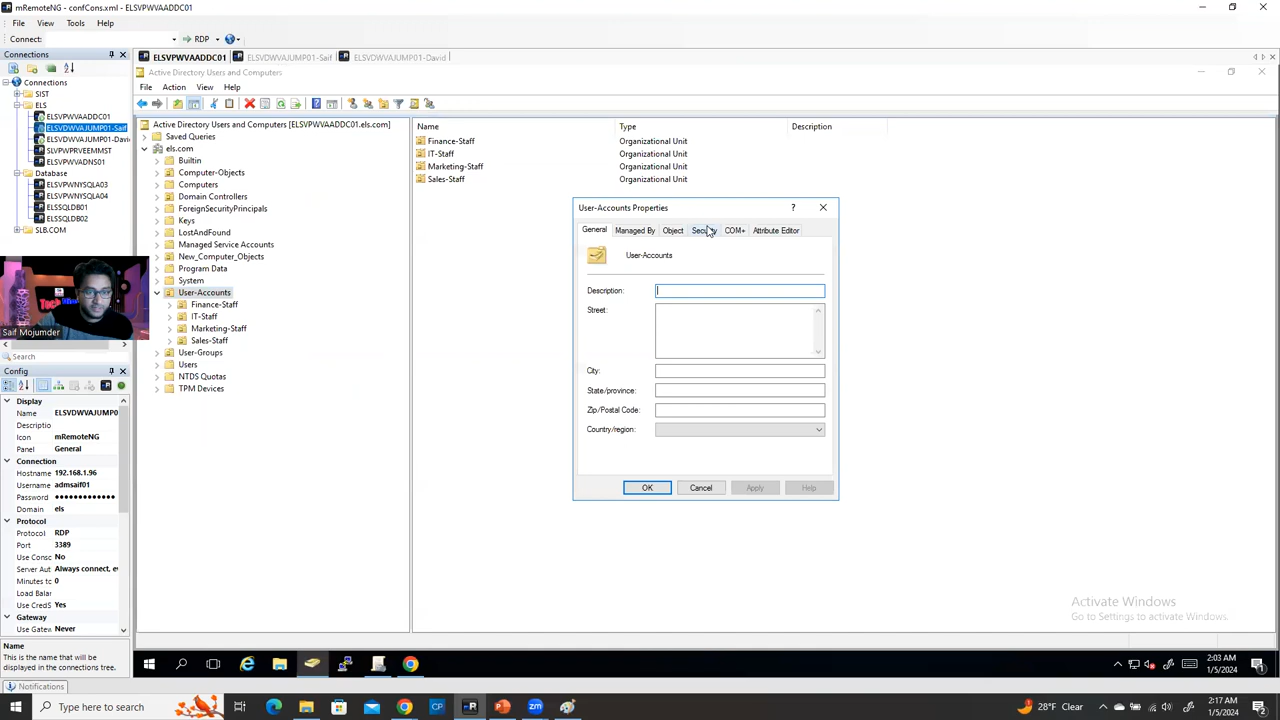 mRemoteNG - confCons.xml - ELSVPWVAADDC01
File View Tools Help
Connect: RDP
Connections
Connections
SIST
ELS
ELSVPWVAADDC01
ELSVDWVAJUMP01-Saif
ELSVDWVAJUMP01-Davi
SLVPWPRVEEMMST
ELSVPWVADNS01
Database
ELSVPWNYSQLA03
ELSVPWNYSQLA04
ELSSQLDB01
ELSSQLDB02
SLB.COM
Tech
Saif Mojumder
Search
Config
Display
Name ELSVDWVAJUMP0
Descriptio
Icon mRemoteNG
Panel General
Connection
Hostname 192.168.1.96
Username admsaif01
Password ••••••••••••••
Domain els
Protocol
Protocol RDP
Port 3389
Use Consc No
Server Aut Always connect, ev
Minutes to 0
Load Balar
Use CredS Yes
Gateway
Use Gatew Never
Name
This is the name that will be
displayed in the connections tree.
Notifications
ELSVPWVAADDC01 ELSVDWVAJUMP01-Saif ELSVDWVAJUMP01-David
Active Directory Users and Computers
File Action View Help
Active Directory Users and Computers [ELSVPWVAADDC01.els.com]
Saved Queries
els.com
Builtin
Computer-Objects
Computers
Domain Controllers
ForeignSecurityPrincipals
Keys
LostAndFound
Managed Service Accounts
New_Computer_Objects
Program Data
System
User-Accounts
Finance-Staff
IT-Staff
Marketing-Staff
Sales-Staff
User-Groups
Users
NTDS Quotas
TPM Devices
Name Type Description
Finance-Staff Organizational Unit
IT-Staff Organizational Unit
Marketing-Staff Organizational Unit
Sales-Staff Organizational Unit
User-Accounts Properties ?
General Managed By Object Security COM+ Attribute Editor
User-Accounts
Description:
Street:
City:
State/province:
Zip/Postal Code:
Country/region:
OK Cancel Apply Help
Activate Windows
Go to Settings to activate Windows.
2:03 AM
1/5/2024
Type here to search
28°F Clear
2:17 AM
1/5/2024